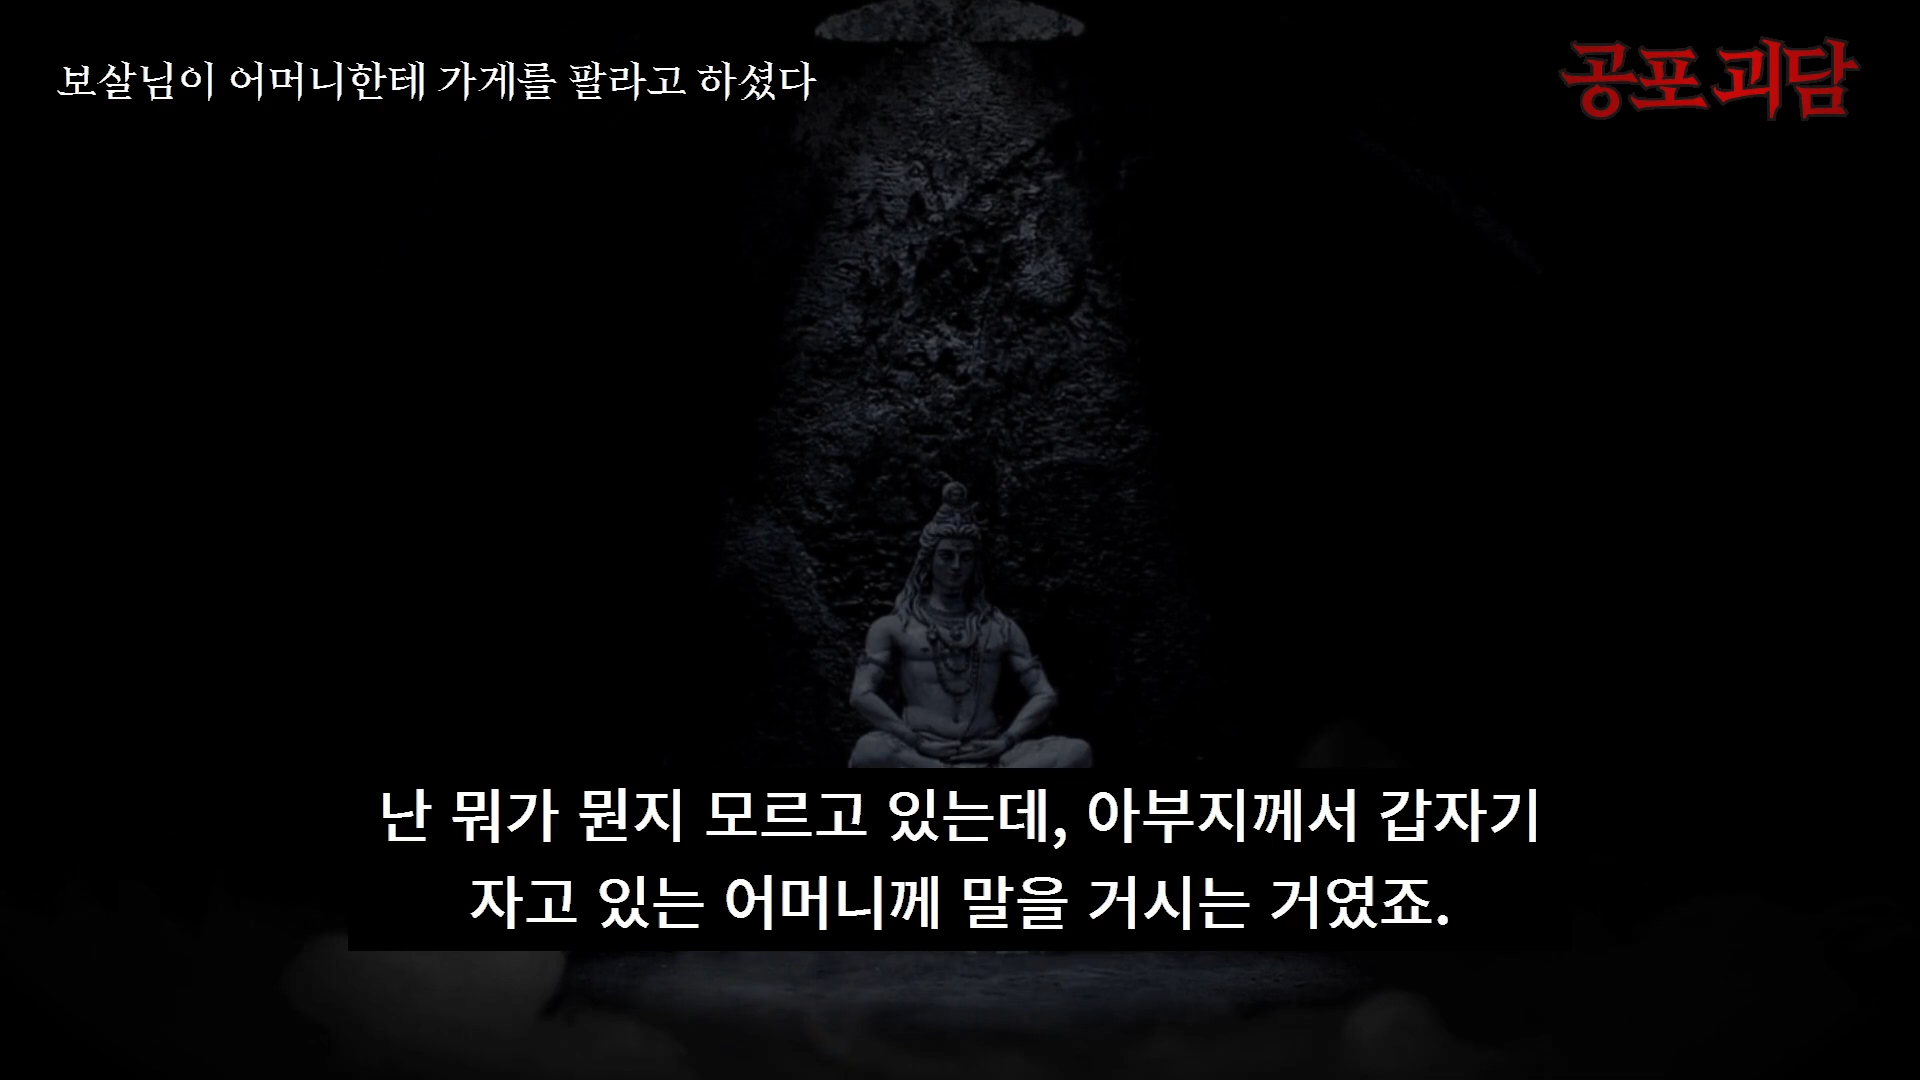 보살님이 어머니한테 가게를 팔라고 하셨다
공포괴담
난 뭐가 뭔지 모르고 있는데, 아부지께서 갑자기
자고 있는 어머니께 말을 거시는 거였죠.